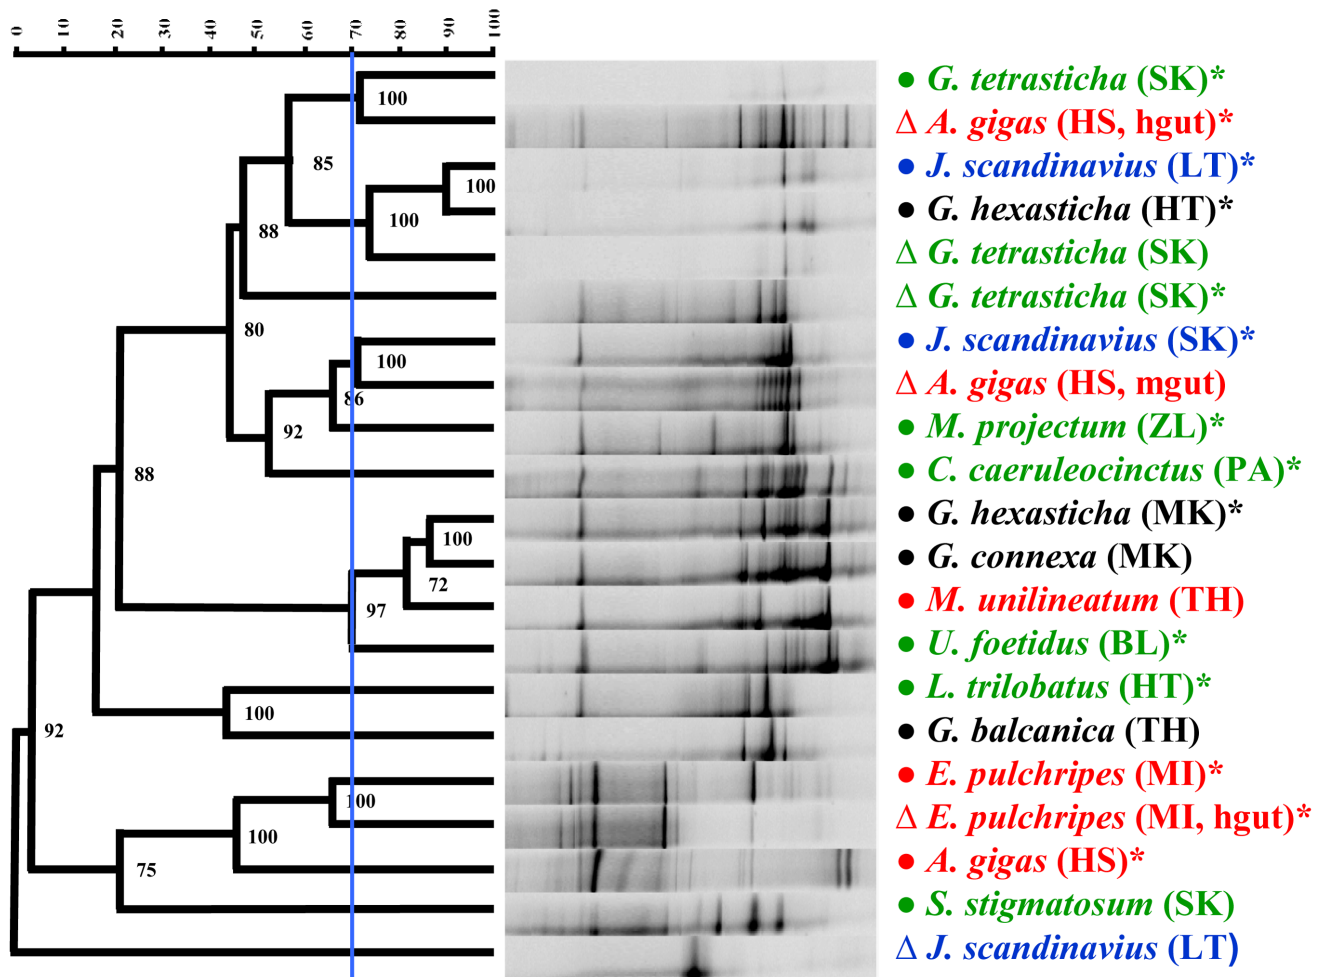 0 10 20 30 40 50 60 70 80 90 100
● G. tetrasticha (SK)*
100
Δ A. gigas (HS, hgut)*
85
● J. scandinavius (LT)*
100
● G. hexasticha (HT)*
100
88
Δ G. tetrasticha (SK)
Δ G. tetrasticha (SK)*
80
● J. scandinavius (SK)*
100
Δ A. gigas (HS, mgut)
86
● M. projectum (ZL)*
92
● C. caeruleocinctus (PA)*
88
● G. hexasticha (MK)*
100
● G. connexa (MK)
72
● M. unilineatum (TH)
97
● U. foetidus (BL)*
● L. trilobatus (HT)*
100
● G. balcanica (TH)
92
● E. pulchripes (MI)*
100
Δ E. pulchripes (MI, hgut)*
100
● A. gigas (HS)*
75
● S. stigmatosum (SK)
Δ J. scandinavius (LT)